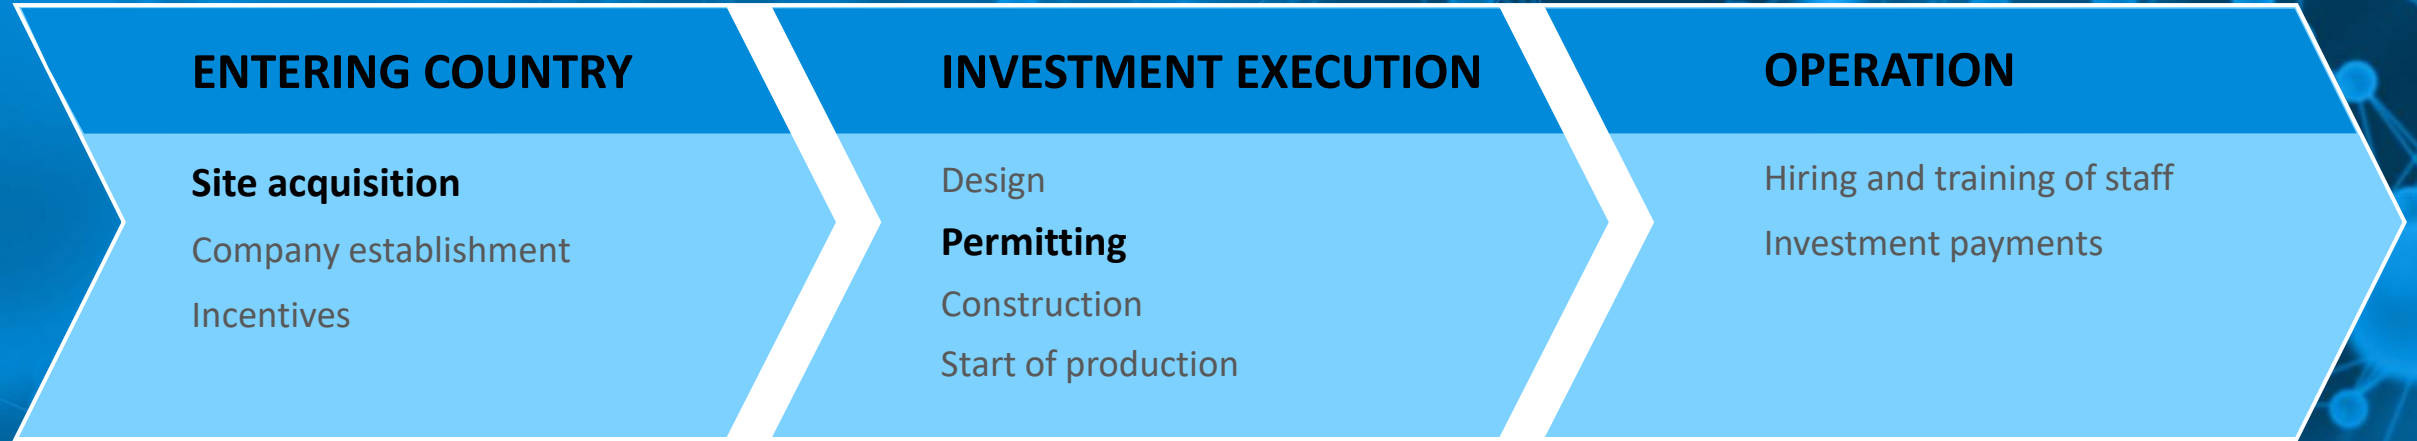 ENTERING COUNTRY
Site acquisition
Company establishment
Incentives
INVESTMENT EXECUTION
Design
Permitting
Construction
Start of production
OPERATION
Hiring and training of staff
Investment payments